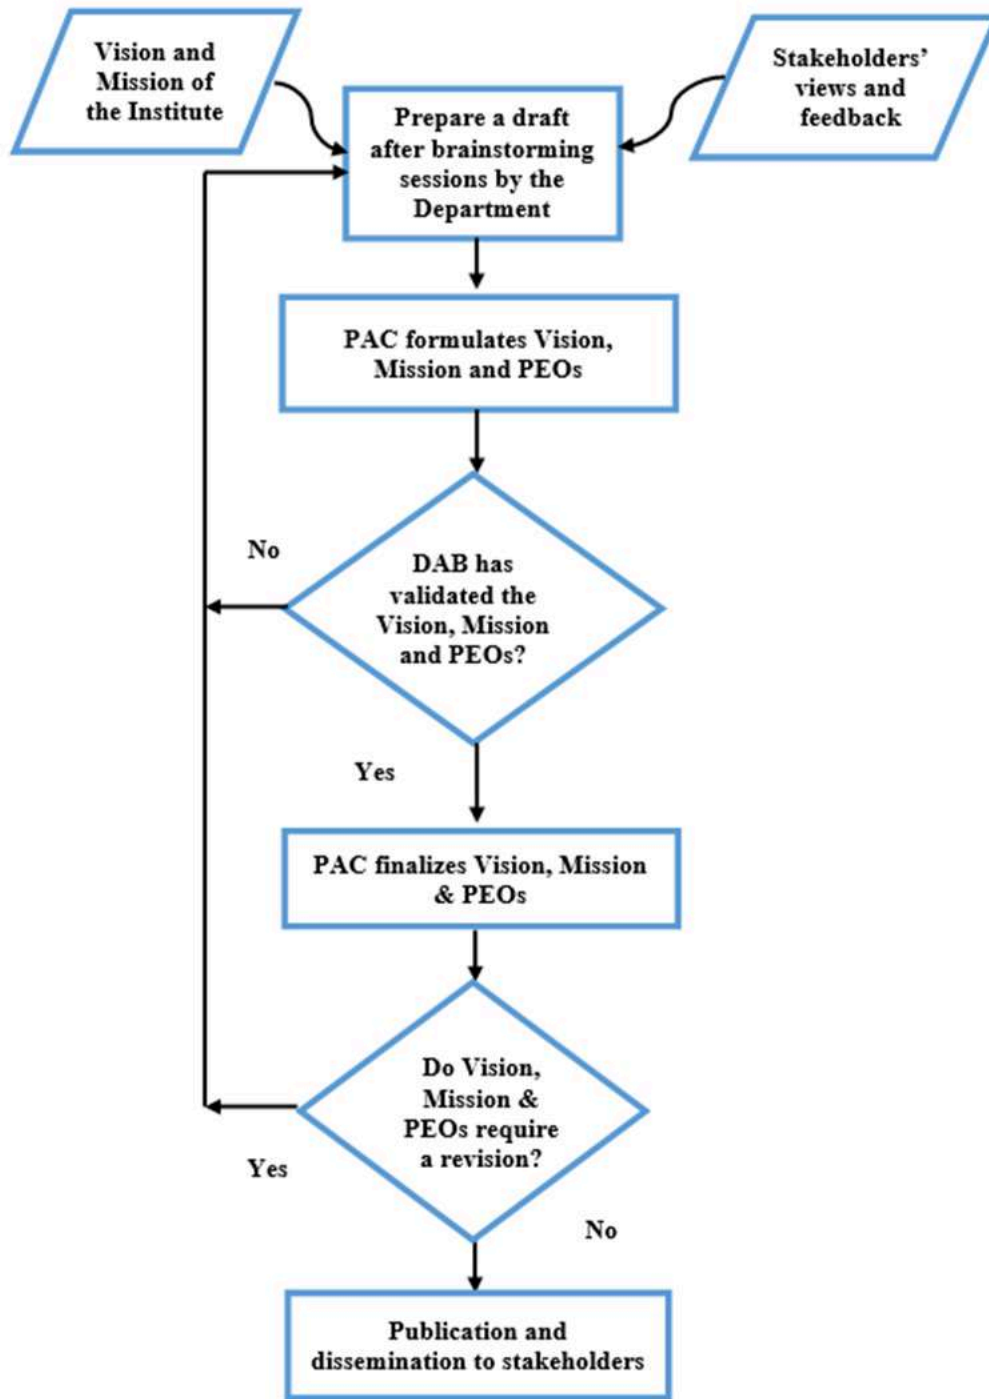 Vision and
Mission of
the Institute
Stakeholders'
views and
feedback
Prepare a draft
after brainstorming
sessions by the
Department
PAC formulates Vision,
Mission and PEOs
No
DAB has
validated the
Vision, Mission
and PEOs?
Yes
PAC finalizes Vision, Mission
& PEOs
Do Vision,
Mission &
PEOs require
a revision?
Yes
No
Publication and
dissemination to stakeholders